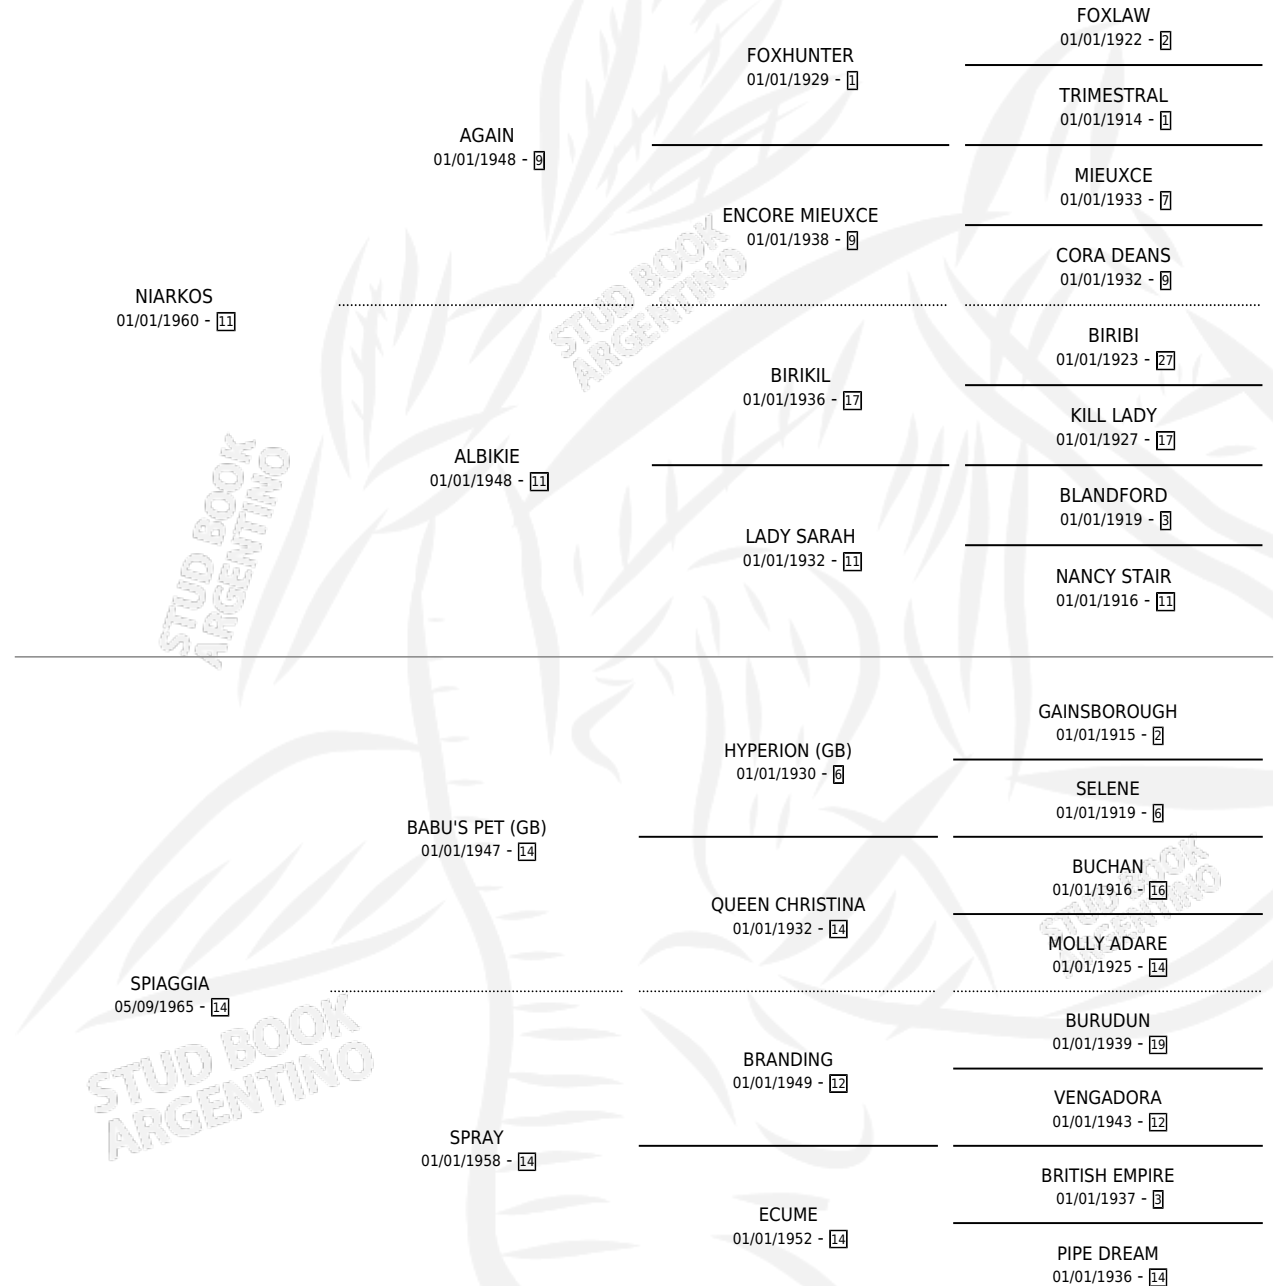 FOXLAW
01/01/1922 - 2
FOXHUNTER
01/01/1929 - 1
TRIMESTRAL
01/01/1914 - 1
AGAIN
01/01/1948 - 9
MIEUXCE
01/01/1933 - 7
ENCORE MIEUXCE
01/01/1938 - 9
CORA DEANS
01/01/1932 - 9
NIARKOS
01/01/1960 - 11
BIRIBI
01/01/1923 - 27
BIRIKIL
01/01/1936 - 17
KILL LADY
01/01/1927 - 17
ALBIKIE
01/01/1948 - 11
BLANDFORD
01/01/1919 - 3
LADY SARAH
01/01/1932 - 11
NANCY STAIR
01/01/1916 - 11
STUD BOOK
ARGENTINO
STUD BOOK
ARGENTINO
GAINSBOROUGH
01/01/1915 - 2
HYPERION (GB)
01/01/1930 - 6
SELENE
01/01/1919 - 6
BABU'S PET (GB)
01/01/1947 - 14
BUCHAN
01/01/1916 - 16
QUEEN CHRISTINA
01/01/1932 - 14
MOLLY ADARE
01/01/1925 - 14
STUD BOOK
ARGENTINO
SPIAGGIA
05/09/1965 - 14
BURUDUN
01/01/1939 - 19
BRANDING
01/01/1949 - 12
VENGADORA
01/01/1943 - 12
STUD BOOK
ARGENTINO
SPRAY
01/01/1958 - 14
BRITISH EMPIRE
01/01/1937 - 3
ECUME
01/01/1952 - 14
PIPE DREAM
01/01/1936 - 14